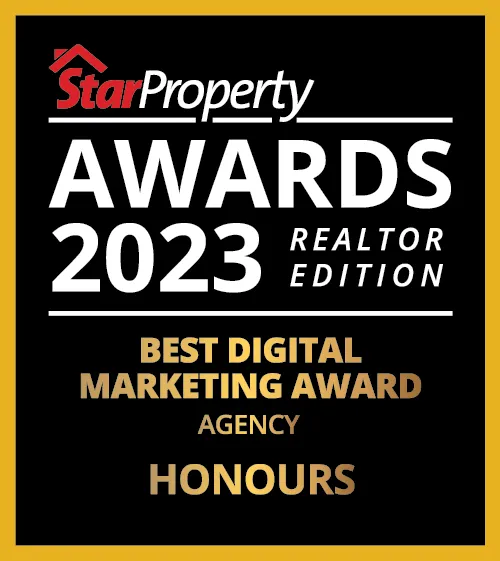 StarProperty
AWARDS
2023 REALTOR
EDITION
BEST DIGITAL
MARKETING AWARD
AGENCY
HONOURS